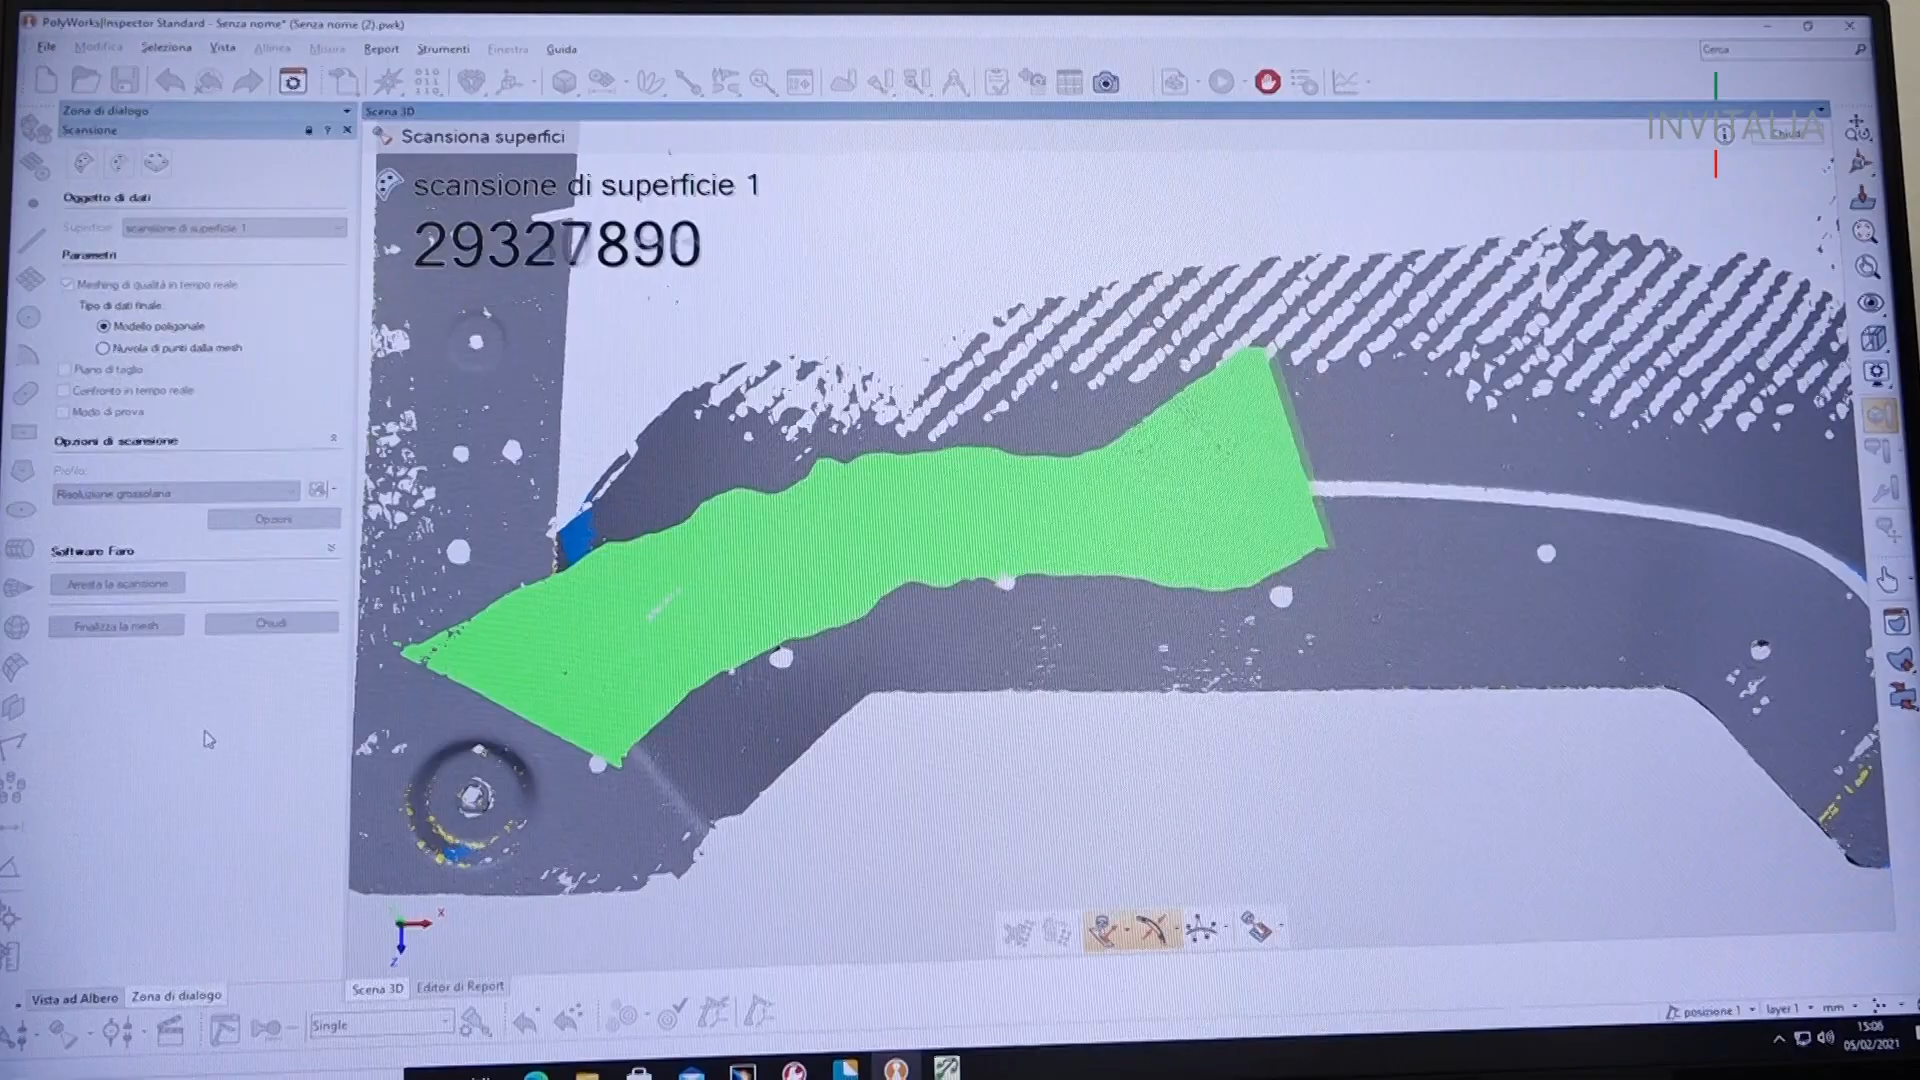 PolyWorks|Inspector Standard - Senza nome* (Senza nome (2).pwk)
File Modifica Seleziona Vista Allinea Misura Report Strumenti Finestra Guida
Cerca
Zona di dialogo
Scena 3D
Scansione
? ×
Scansiona superfici
INVITALIA
Chiudi
scansione di superficie 1
29327890
Oggetto di dati
Superficie: scansione di superficie 1
Parametri
Meshing di qualità in tempo reale
Tipo di dati finale:
Modello poligonale
Nuvola di punti dalla mesh
Piano di taglio
Confronto in tempo reale
Modo di prova
Opzioni di scansione
Profilo:
Risoluzione grossolana
Opzioni
Software Faro
Arresta la scansione
Finalizza la mesh
Chiudi
x
z
Vista ad Albero
Zona di dialogo
Scena 3D
Editor di Report
Single
posizione 1
layer 1
mm
15:06
05/02/2021